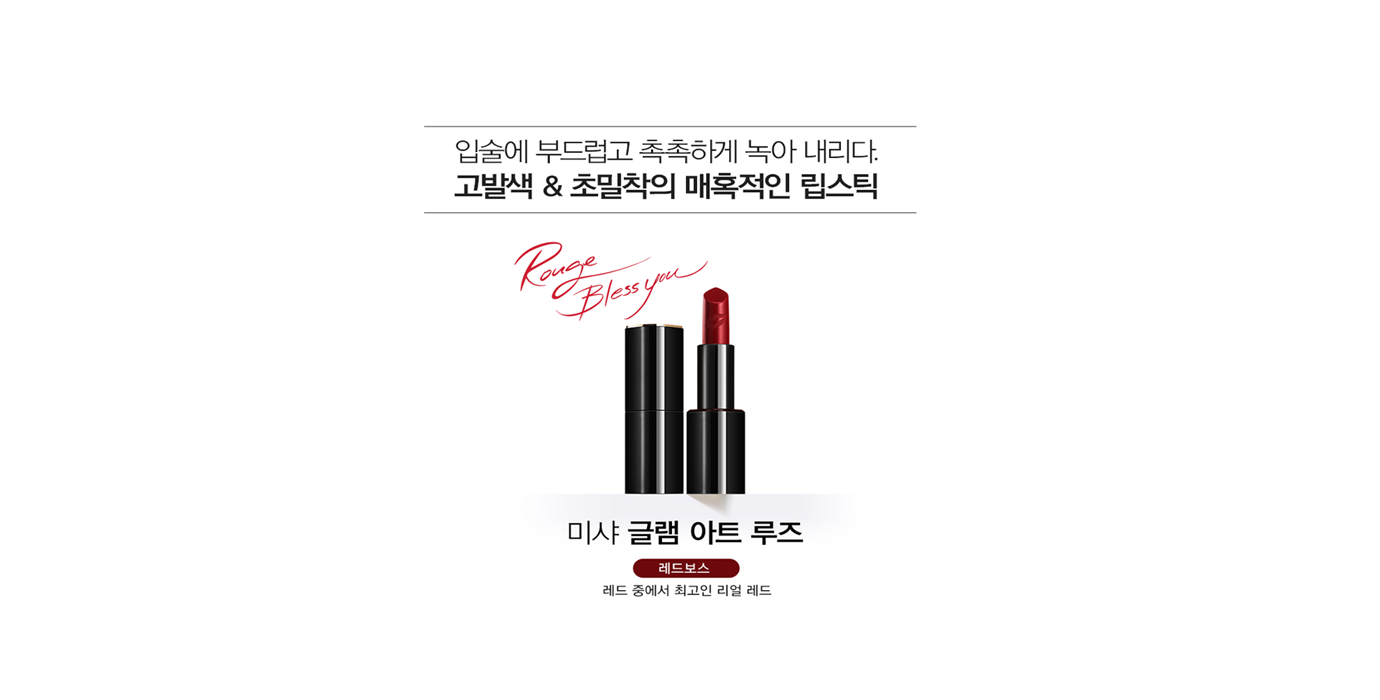 입술에 부드럽고 촉촉하게 녹아 내리다.
고발색 & 초밀착의 매혹적인 립스틱
Rouge
Bless you
미샤 글램 아트 루즈
레드보스
레드 중에서 최고인 리얼 레드